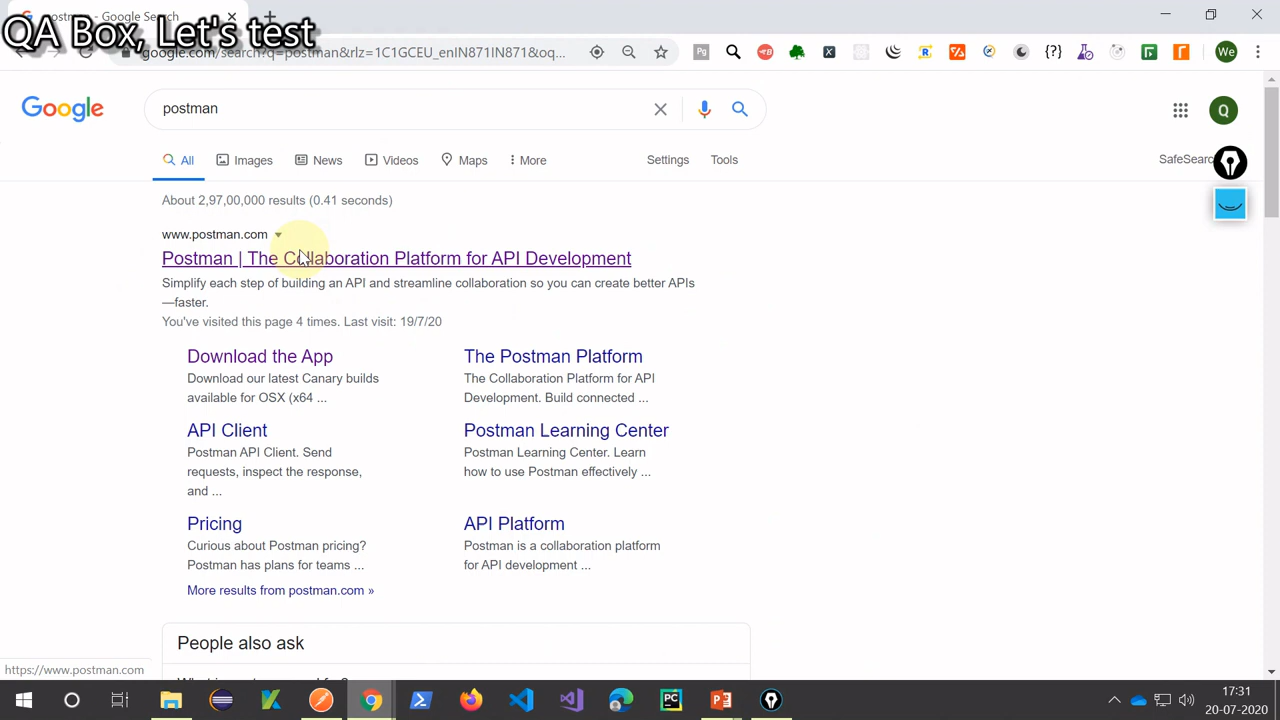 postman - Google Search
QA Box, Let's test
google.com/search?q=postman&rlz=1C1GCEU_enIN871IN871&oq...
We
Google
postman
Q
All
Images
News
Videos
Maps
More
Settings
Tools
SafeSearc
About 2,97,00,000 results (0.41 seconds)
www.postman.com
Postman | The Collaboration Platform for API Development
Simplify each step of building an API and streamline collaboration so you can create better APIs
—faster.
You've visited this page 4 times. Last visit: 19/7/20
Download the App
Download our latest Canary builds
available for OSX (x64 ...
The Postman Platform
The Collaboration Platform for API
Development. Build connected ...
API Client
Postman API Client. Send
requests, inspect the response,
and ...
Postman Learning Center
Postman Learning Center. Learn
how to use Postman effectively ...
Pricing
Curious about Postman pricing?
Postman has plans for teams ...
API Platform
Postman is a collaboration platform
for API development ...
More results from postman.com »
People also ask
https://www.postman.com
17:31
20-07-2020